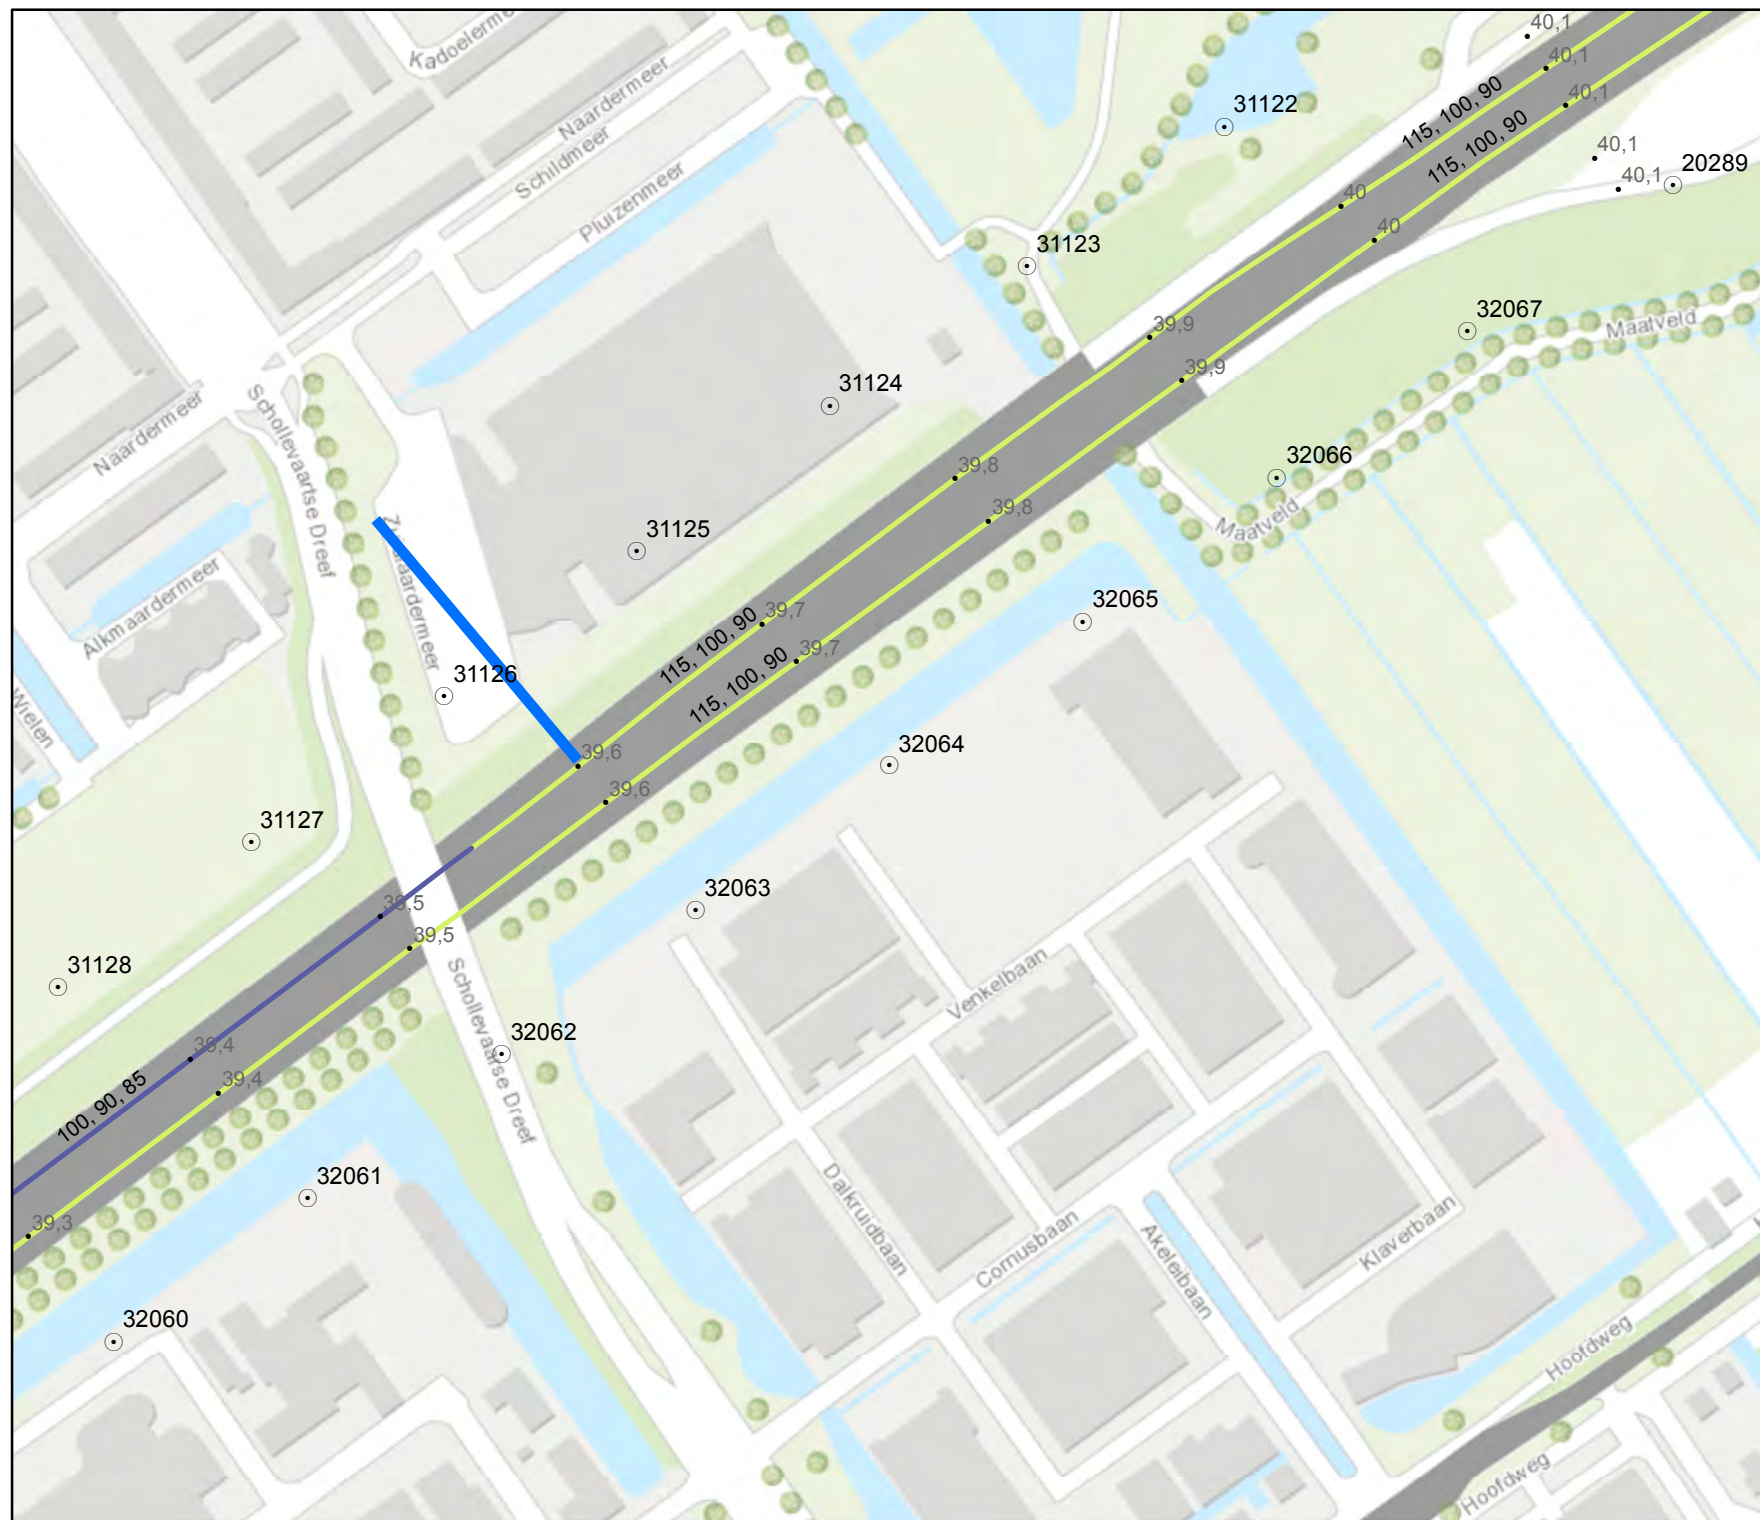 40,1
Kadoelerme
40,1
Naardermeer
115, 100, 90
40,1
31122
115, 100, 90
Schildmeer
40,1
20289
40,1
Pluizenmeer
40
40
31123
32067
Maatveld
39,9
39,9
31124
Naardermeer
Schollevaartse Dreef
39,8
32066
39,8
Maatveld
31125
Alkmaardermeer
39,7
32065
115, 100, 90
39,7
115, 100, 90
31126
Wielen
39,6
32064
39,6
31127
32063
39,5
39,5
31128
Venkelbaan
32062
Schollevaarse Dreef
39,4
39,4
100, 90, 85
32061
39,3
Dalkruidbaan
Cornusbaan
Akeleibaan
Klaverbaan
32060
Hoofdweg
Hoofdweg